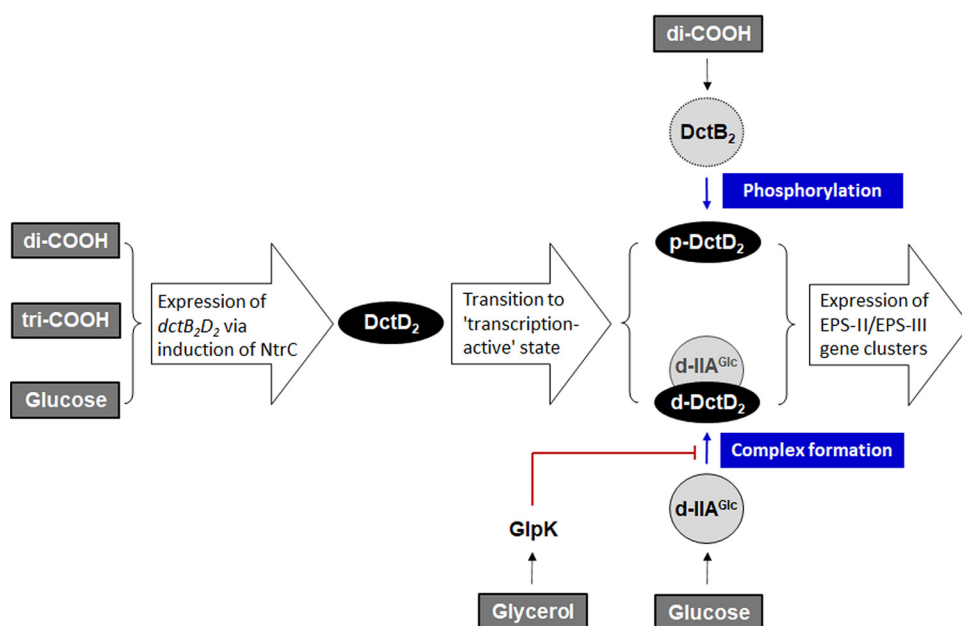 di-COOH
DctB₂
Phosphorylation
di-COOH
tri-COOH
Glucose
Expression of
dctB₂D₂ via
induction of NtrC
DctD₂
Transition to
'transcription-
active' state
p-DctD₂
d-IIAᴳˡᶜ
d-DctD₂
Expression of
EPS-II/EPS-III
gene clusters
Complex formation
d-IIAᴳˡᶜ
GlpK
Glycerol
Glucose